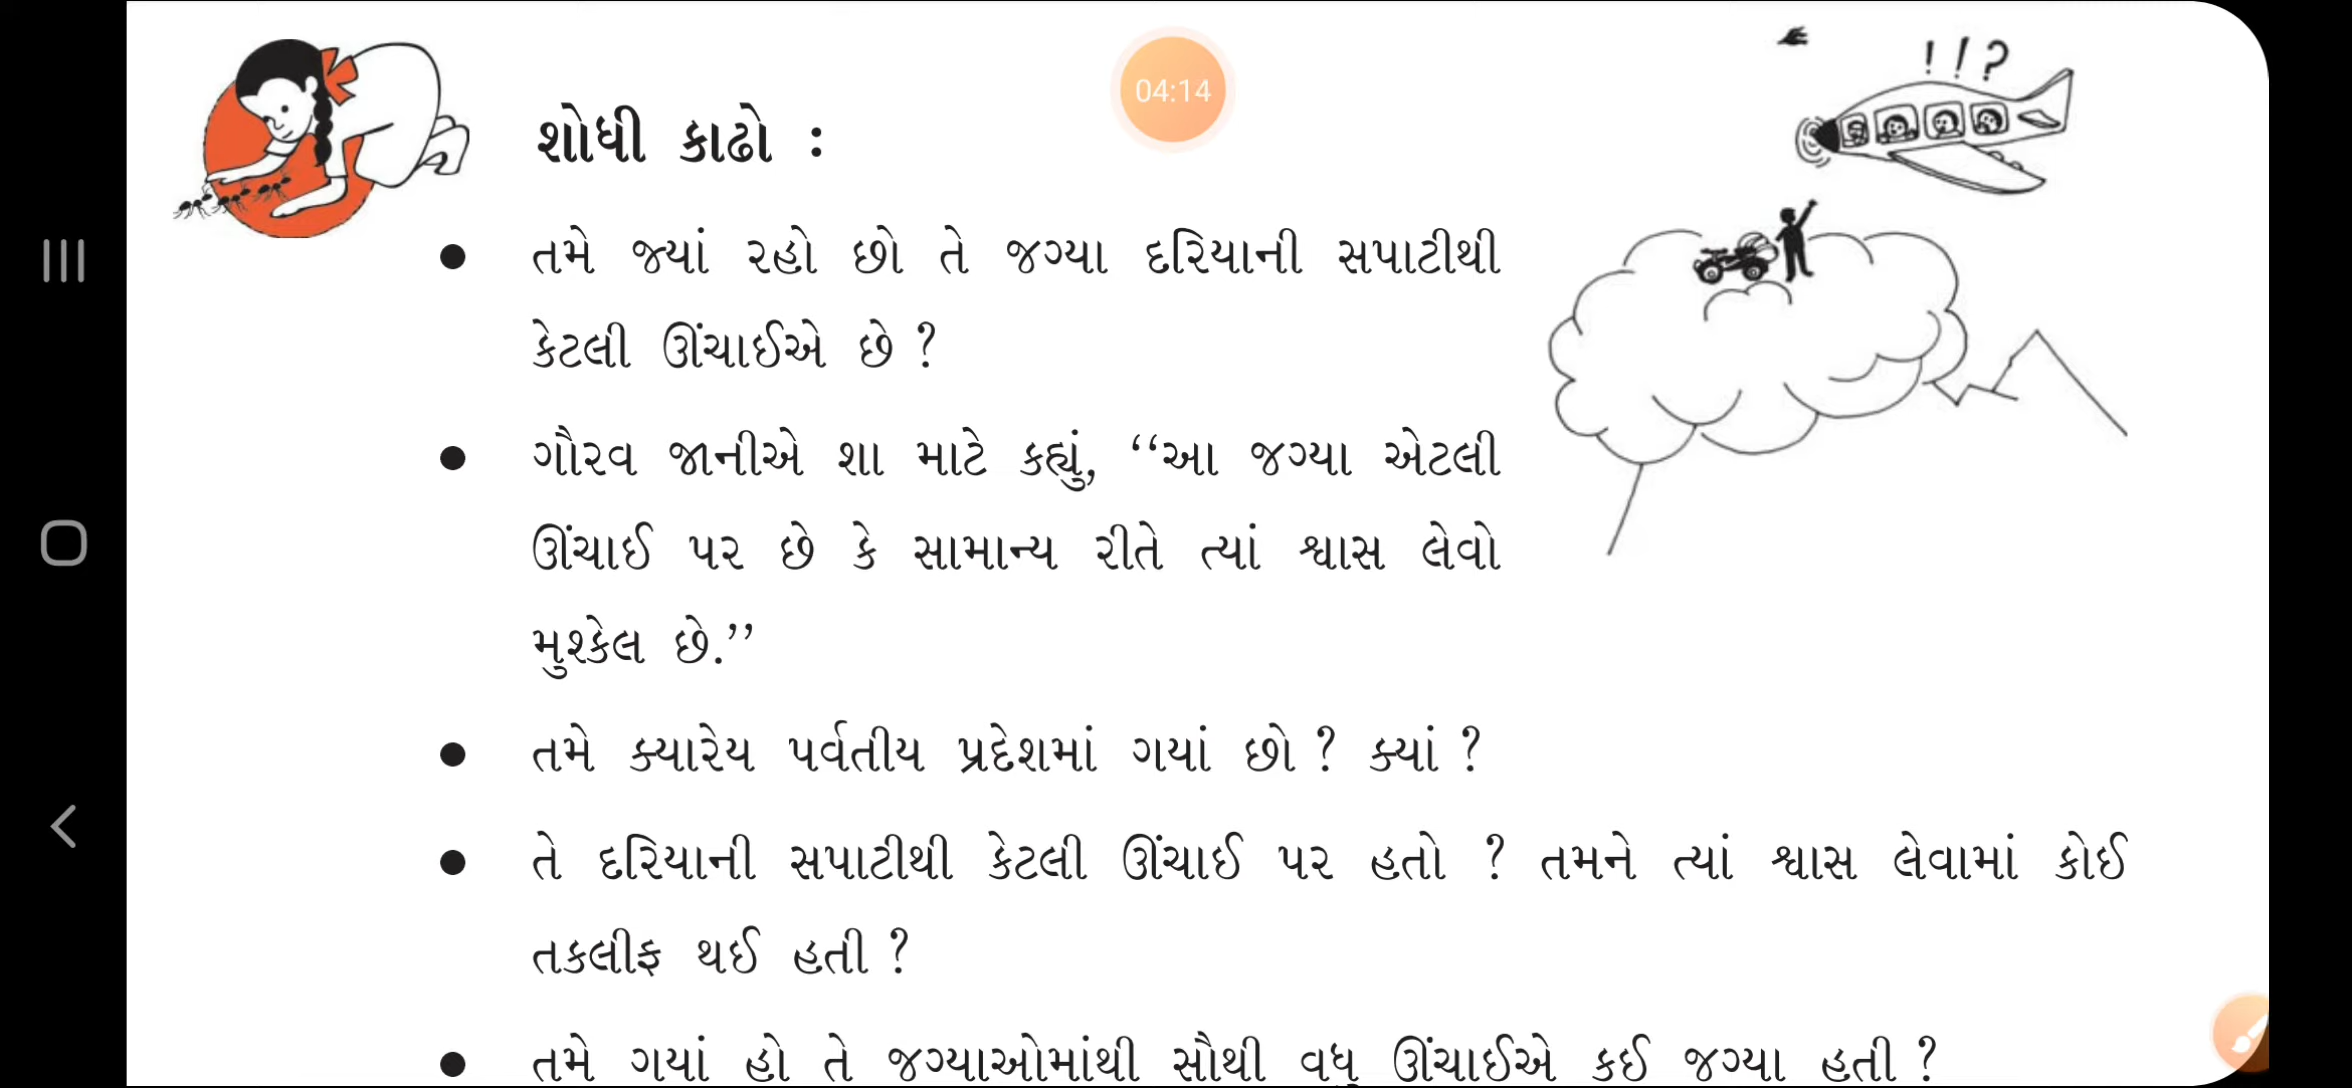 04:14
!!?
શોધી કાઢો :
● તમે જ્યાં રહો છો તે જગ્યા દરિયાની સપાટીથી
કેટલી ઊંચાઈએ છે ?
● ગૌરવ જાનીએ શા માટે કહ્યું, ‘‘આ જગ્યા એટલી
ઊંચાઈ પર છે કે સામાન્ય રીતે ત્યાં શ્વાસ લેવો
મુશ્કેલ છે.’’
● તમે ક્યારેય પર્વતીય પ્રદેશમાં ગયાં છો ? ક્યાં ?
● તે દરિયાની સપાટીથી કેટલી ઊંચાઈ પર હતો ? તમને ત્યાં શ્વાસ લેવામાં કોઈ
તકલીફ થઈ હતી ?
● તમે ગયાં હો તે જગ્યાઓમાંથી સૌથી વધુ ઊંચાઈએ કઈ જગ્યા હતી ?